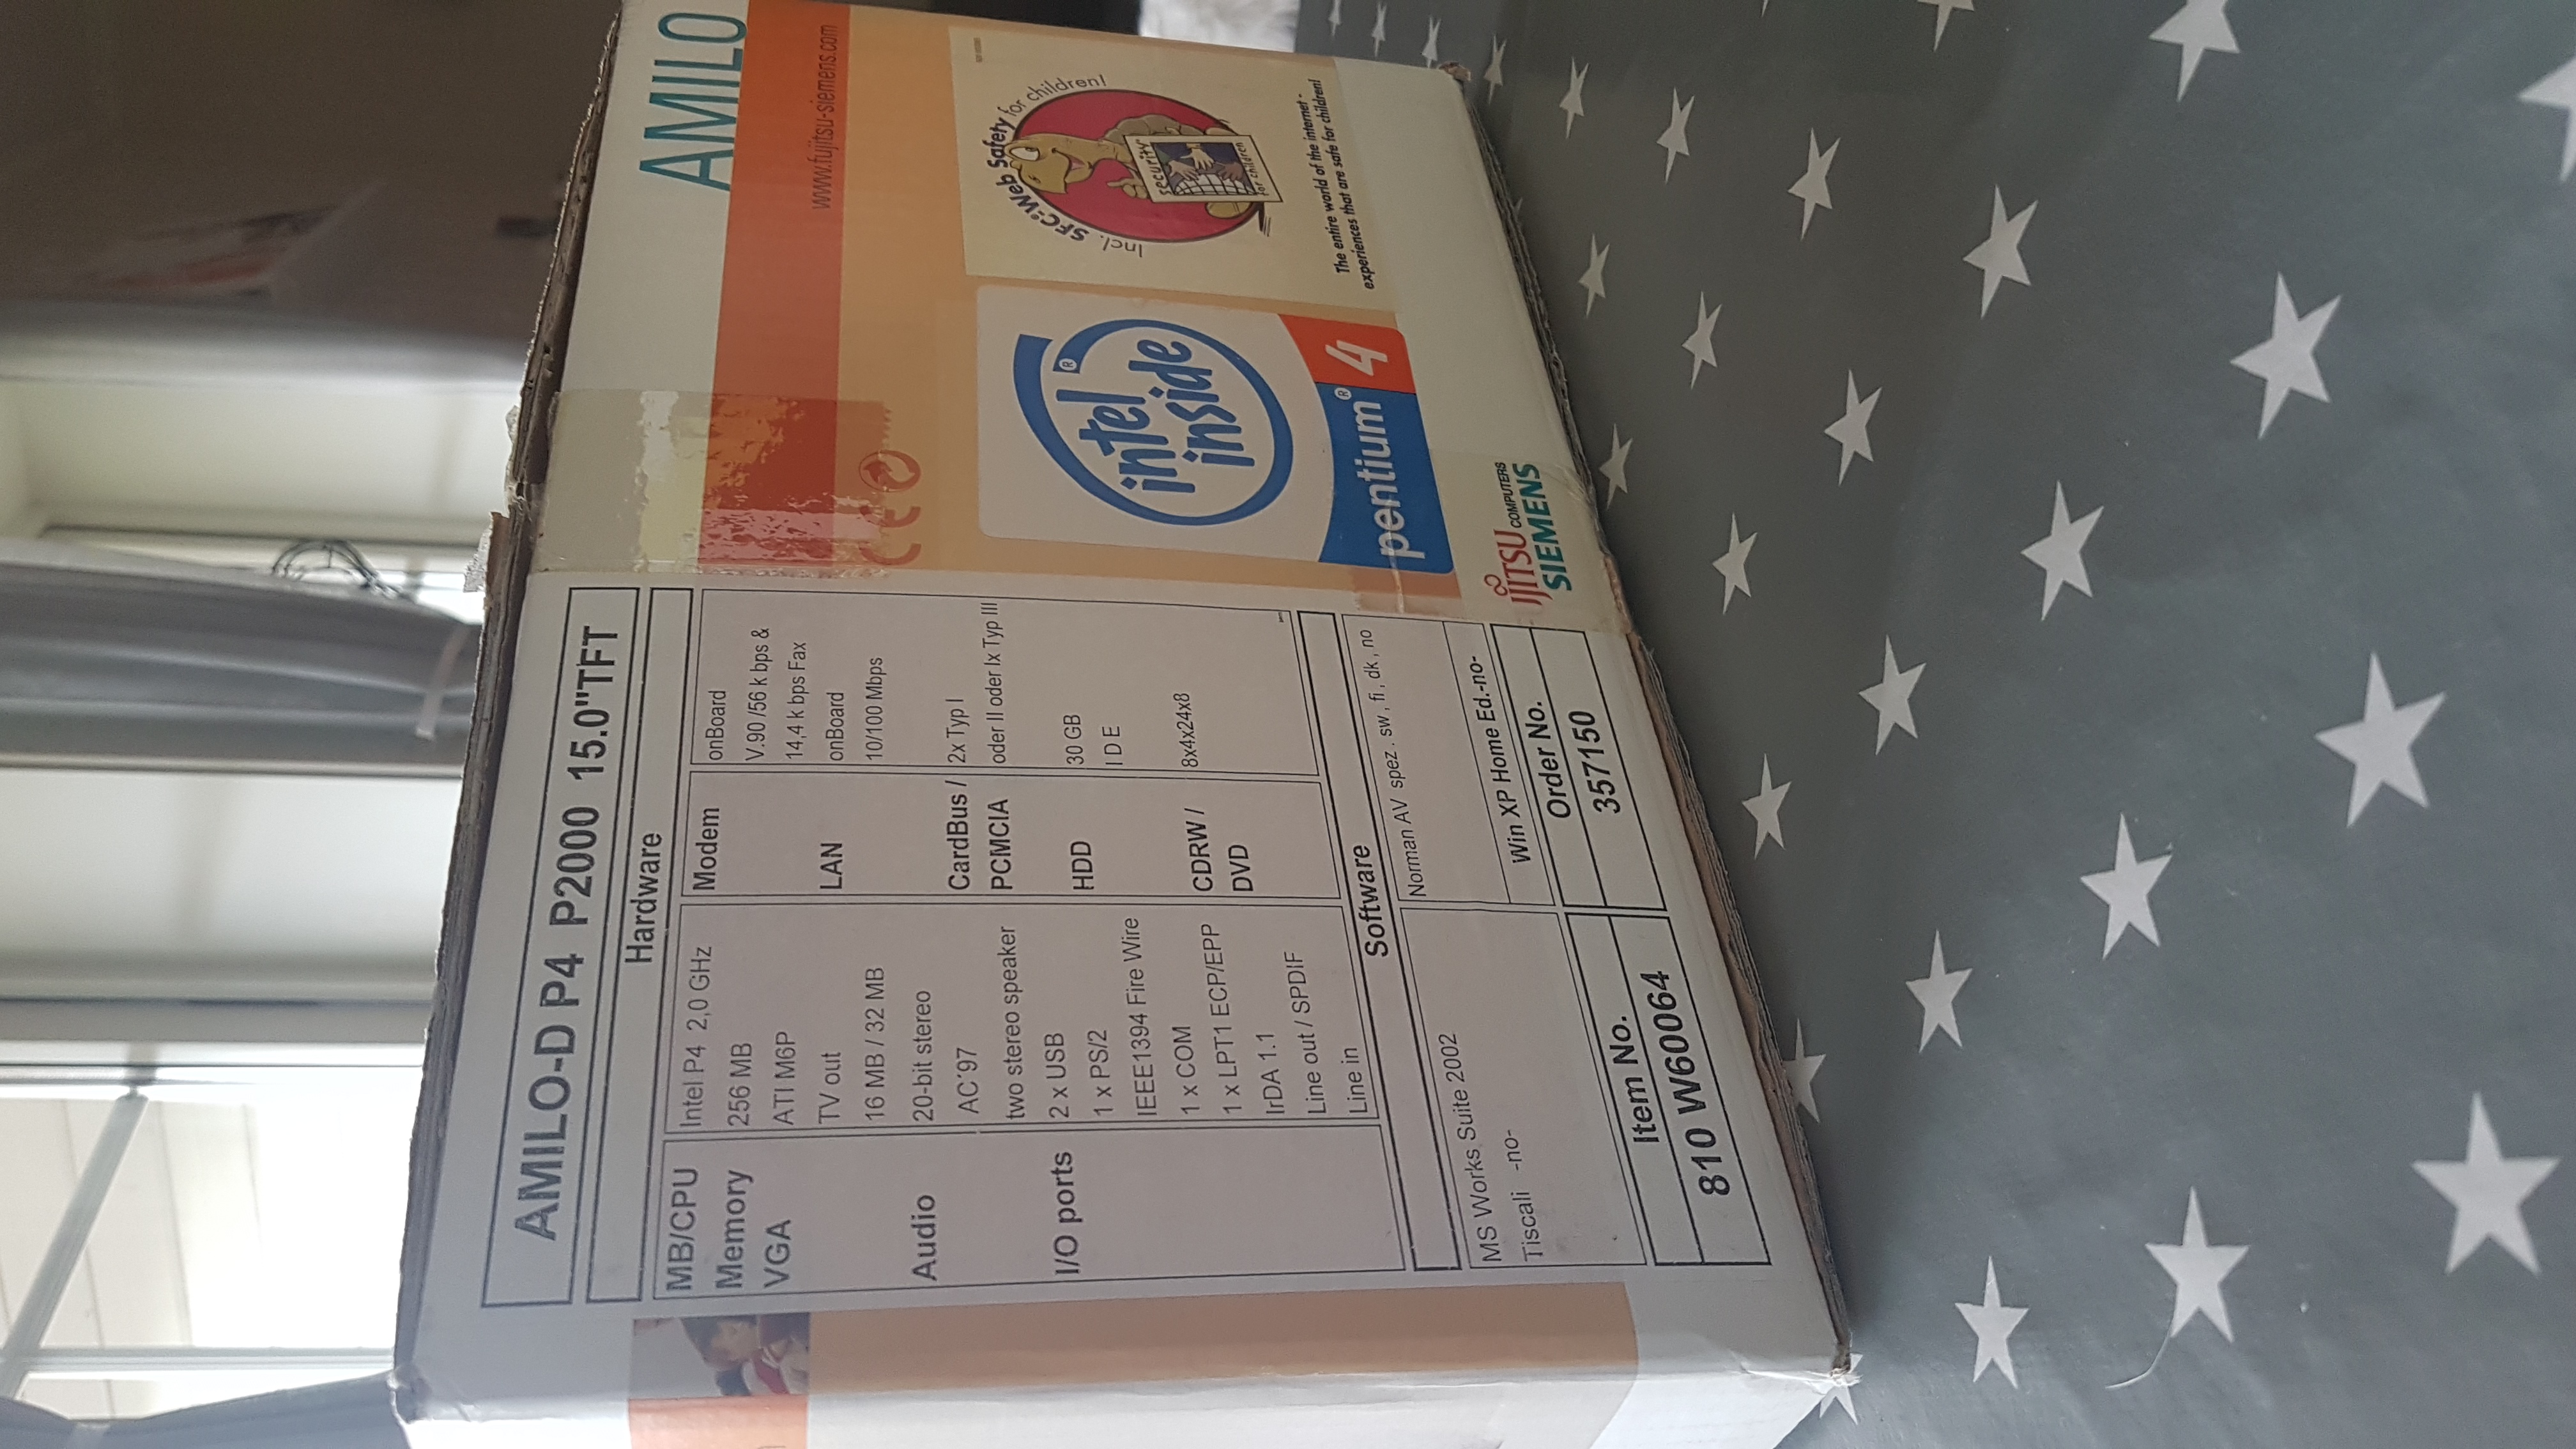 AMILO
www.fujitsu-siemens.com
AMILO-D P4 P2000 15.0"TFT
Hardware
MB/CPU Intel P4 2,0 GHz
Memory 256 MB
VGA ATI M6P
TV out
16 MB / 32 MB
Audio 20-bit stereo
AC'97
two stereo speaker
I/O ports 2 x USB
1 x PS/2
IEEE1394 Fire Wire
1 x COM
1 x LPT1 ECP/EPP
IrDA 1.1
Line out / SPDIF
Line in
Modem onBoard
V.90 /56 k bps &
14,4 k bps Fax
LAN onBoard
10/100 Mbps
CardBus / 2x Typ I
PCMCIA oder II oder Ix Typ III
HDD 30 GB
I D E
CDRW / 8x4x24x8
DVD
Software
MS Works Suite 2002
Tiscali -no-
Norman AV spez . sw , fi , dk , no
Win XP Home Ed.-no-
Item No.
810 W60064
Order No.
357150
CE
intel®
inside
pentium® 4
Incl. SFC:Web Safety for children!
Security
for children
The entire world of the internet -
experiences that are safe for children!
COMPUTERS
SIEMENS